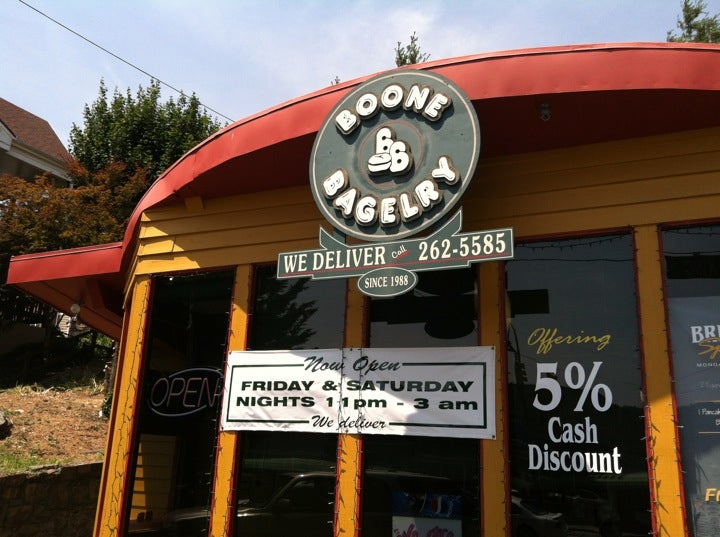 BOONE
BAGELRY
WE DELIVER Call 262-5585
SINCE 1988
Now Open
FRIDAY & SATURDAY
NIGHTS 11pm - 3 am
We deliver
OPEN
Offering
5%
Cash
Discount